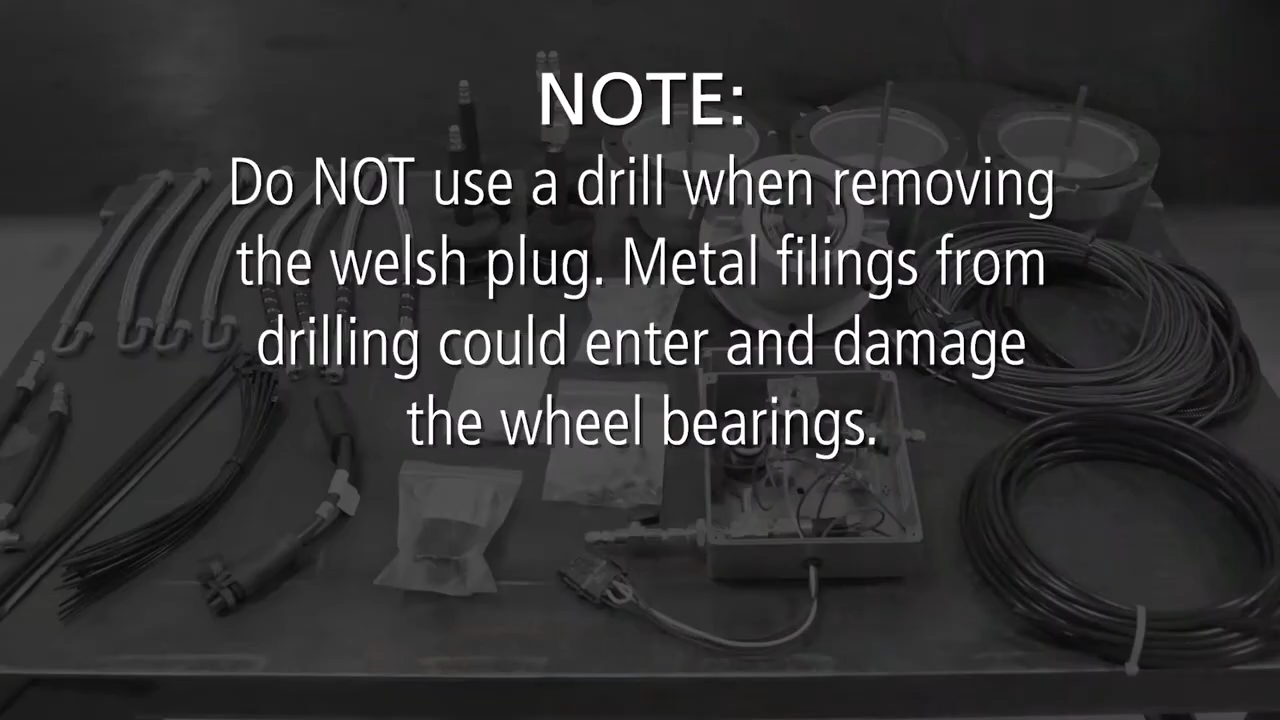 NOTE:
Do NOT use a drill when removing
the welsh plug. Metal filings from
drilling could enter and damage
the wheel bearings.